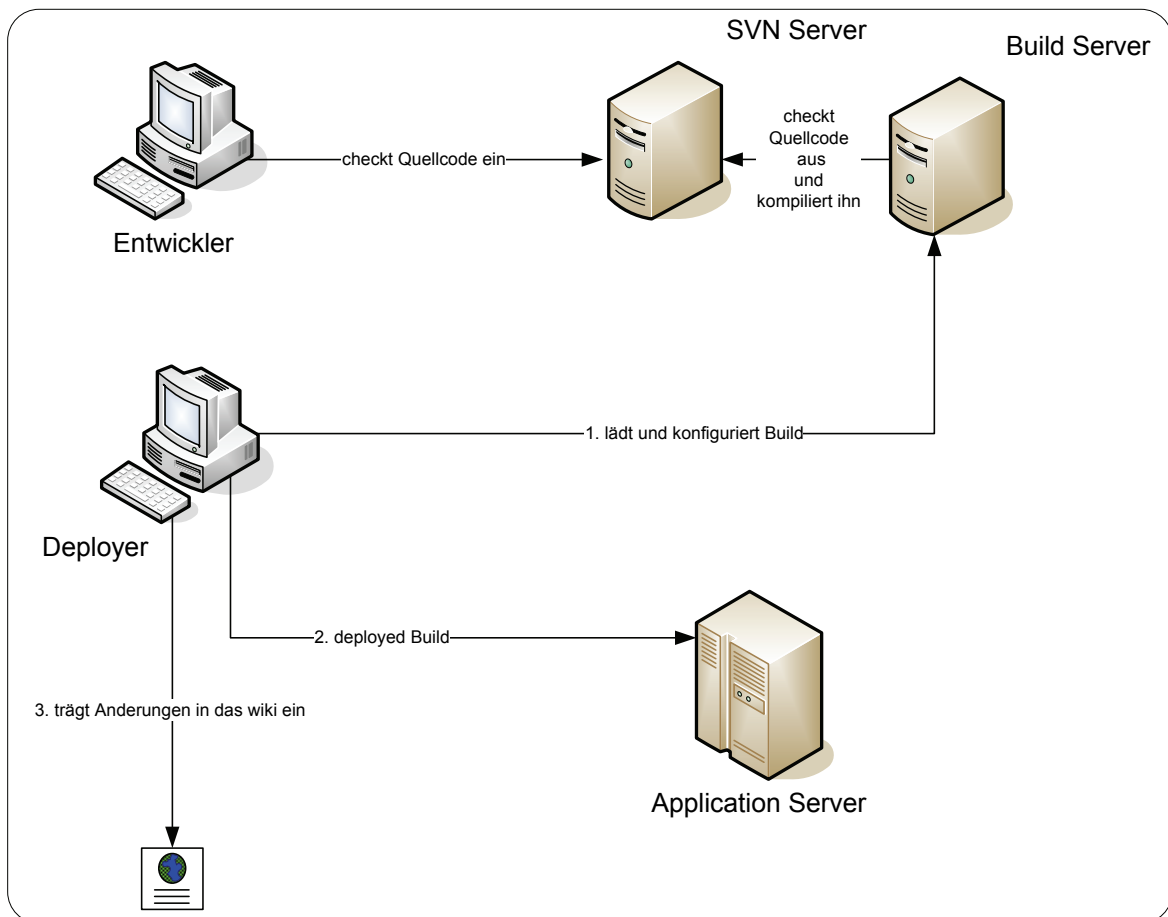 SVN Server
Build Server
checkt Quellcode ein
checkt
Quellcode
aus
und
kompiliert ihn
Entwickler
1. lädt und konfiguriert Build
Deployer
2. deployed Build
3. trägt Anderungen in das wiki ein
Application Server